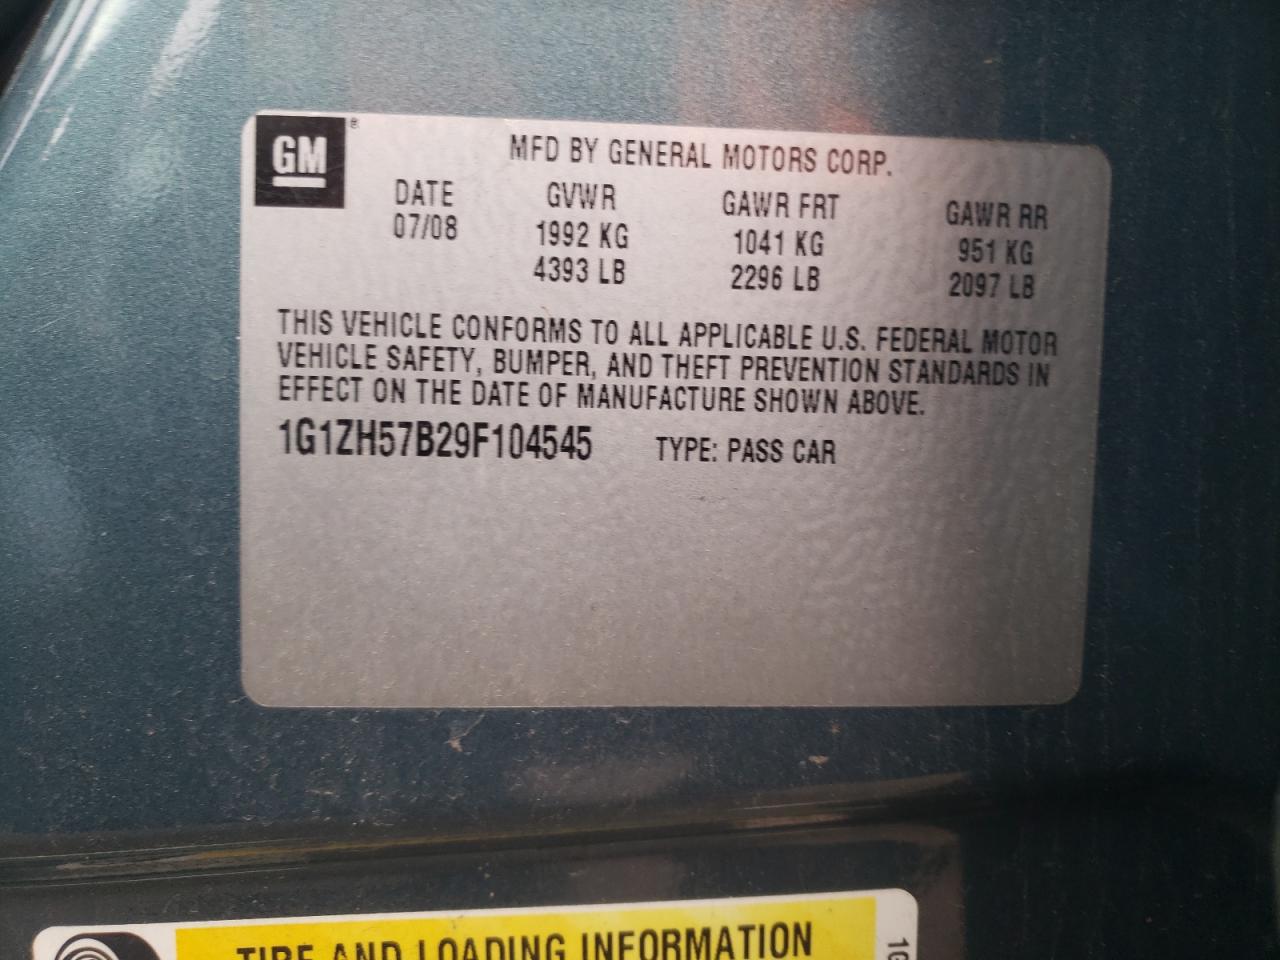 GM ®
MFD BY GENERAL MOTORS CORP.
DATE GVWR GAWR FRT GAWR RR
07/08 1992 KG 1041 KG 951 KG
4393 LB 2296 LB 2097 LB
THIS VEHICLE CONFORMS TO ALL APPLICABLE U.S. FEDERAL MOTOR
VEHICLE SAFETY, BUMPER, AND THEFT PREVENTION STANDARDS IN
EFFECT ON THE DATE OF MANUFACTURE SHOWN ABOVE.
1G1ZH57B29F104545 TYPE: PASS CAR
TIRE AND LOADING INFORMATION